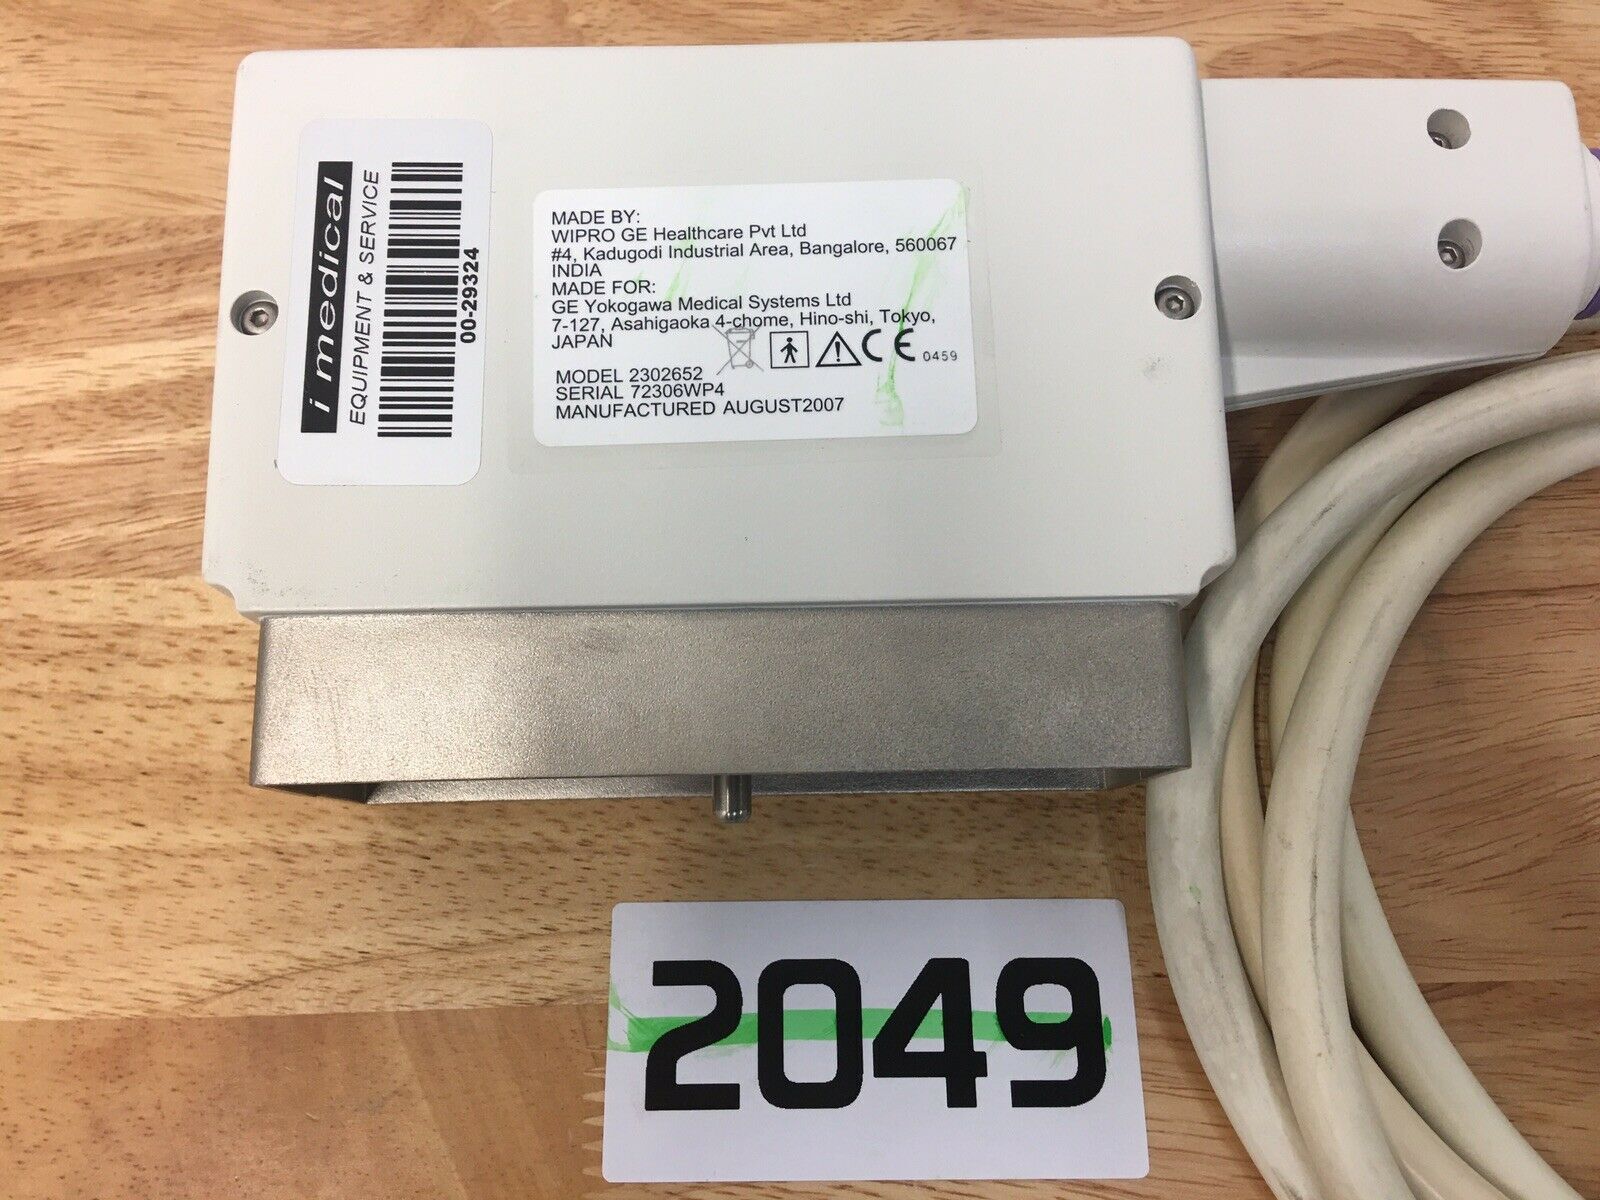 i medical
EQUIPMENT & SERVICE
00-29324
MADE BY:
WIPRO GE Healthcare Pvt Ltd
#4, Kadugodi Industrial Area, Bangalore, 560067
INDIA
MADE FOR:
GE Yokogawa Medical Systems Ltd
7-127, Asahigaoka 4-chome, Hino-shi, Tokyo,
JAPAN
CE 0459
MODEL 2302652
SERIAL 72306WP4
MANUFACTURED AUGUST2007
2049